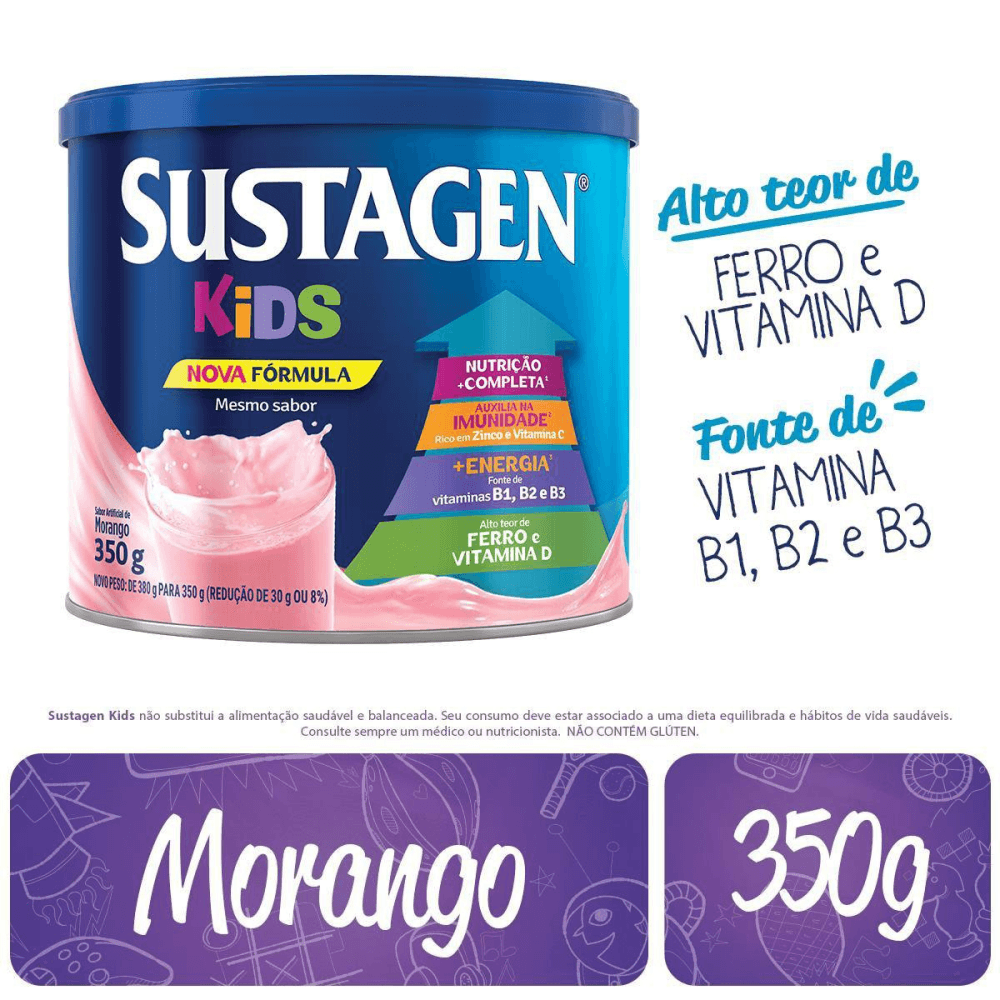 SUSTAGEN®
KiDS
NOVA FÓRMULA
Mesmo sabor
Sabor Artificial de
Morango
350 g
NOVO PESO: DE 380 g PARA 350 g (REDUÇÃO DE 30 g OU 8%)
NUTRIÇÃO
+COMPLETA²
AUXILIA NA
IMUNIDADE²
Rico em Zinco e Vitamina C
+ENERGIA³
Fonte de
vitaminas B1, B2 e B3
Alto teor de
FERRO e
VITAMINA D
Alto teor de
FERRO e
VITAMINA D
Fonte de
VITAMINA
B1, B2 e B3
Sustagen Kids não substitui a alimentação saudável e balanceada. Seu consumo deve estar associado a uma dieta equilibrada e hábitos de vida saudáveis.
Consulte sempre um médico ou nutricionista. NÃO CONTÉM GLÚTEN.
Morango
350g